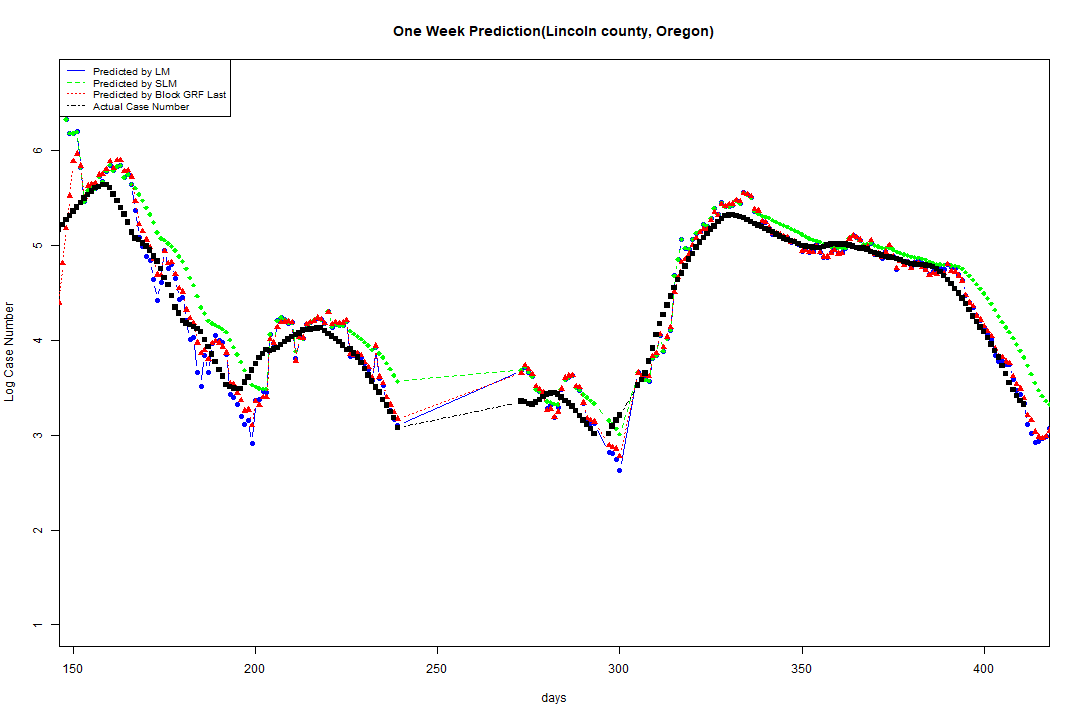 One Week Prediction(Lincoln county, Oregon)
Predicted by LM
Predicted by SLM
Predicted by Block GRF Last
Actual Case Number
Log Case Number
6
5
4
3
2
1
150 200 250 300 350 400
days